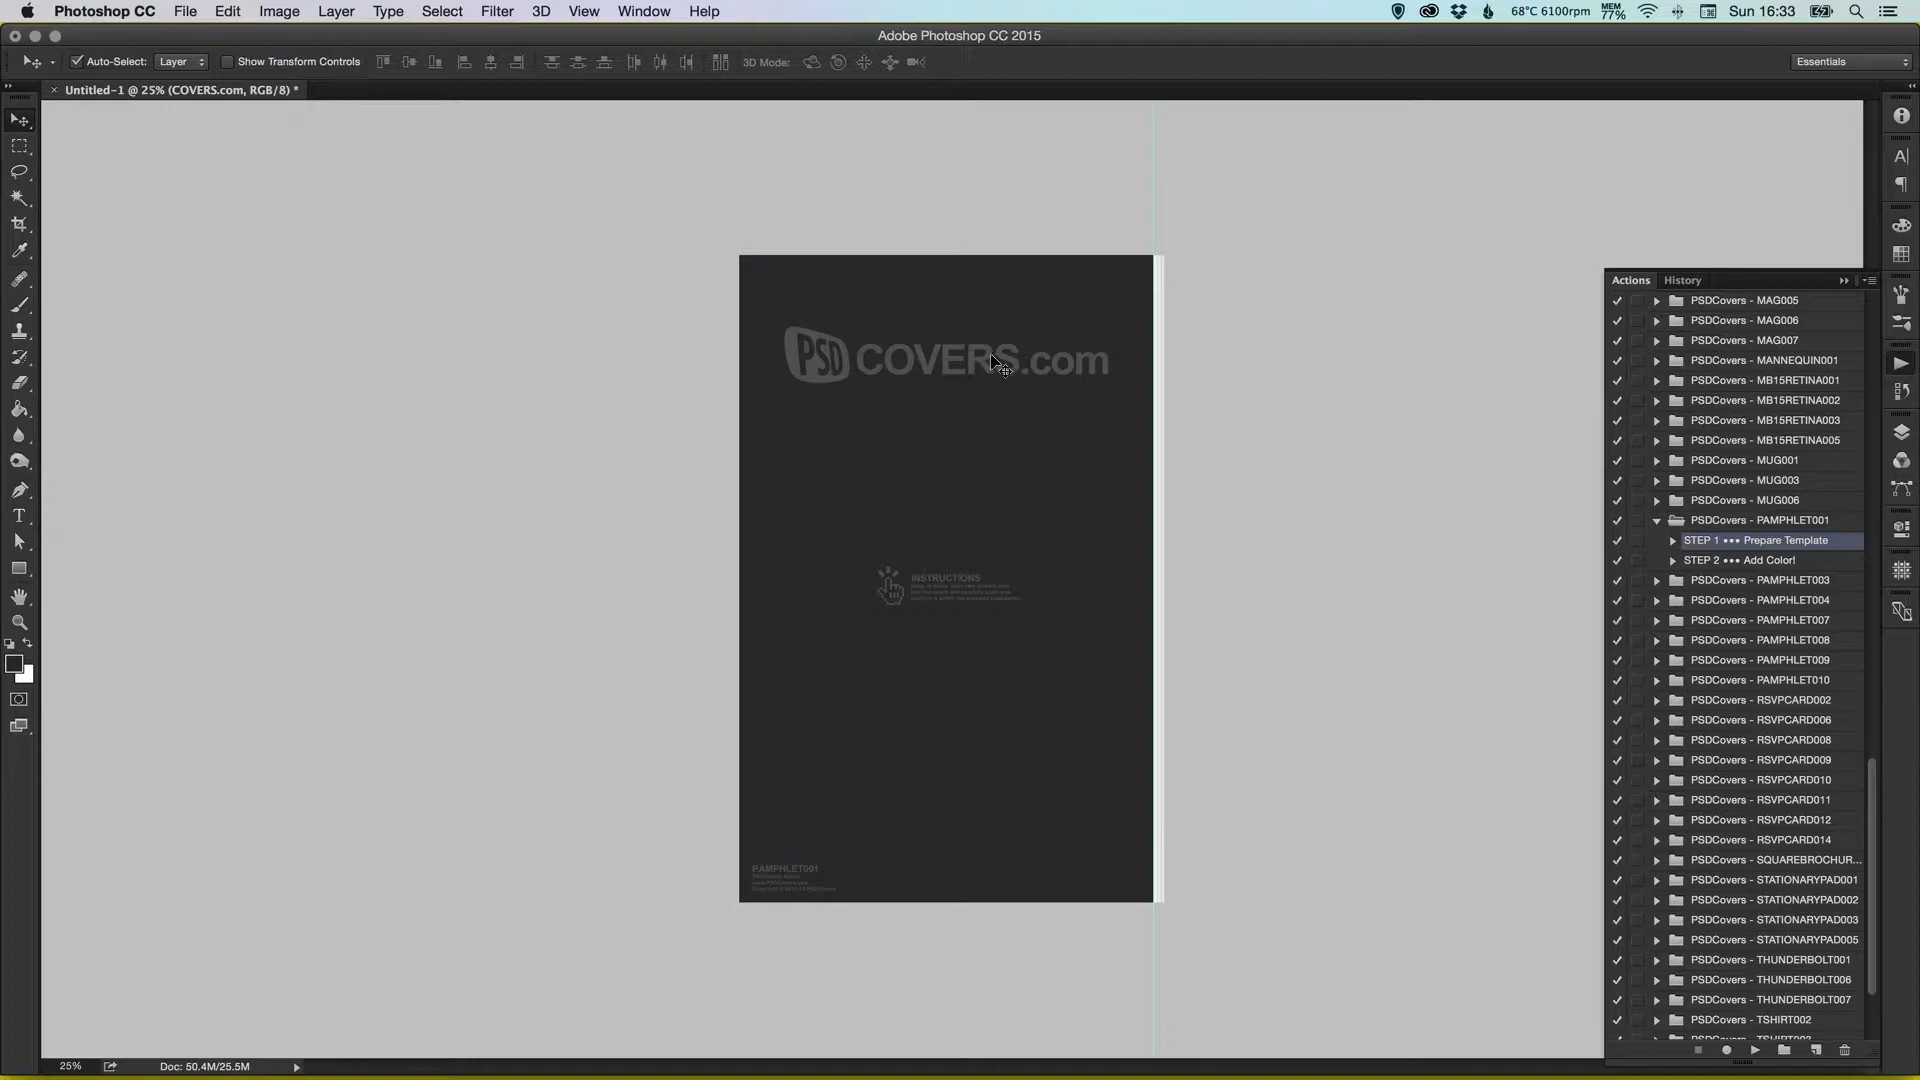 Photoshop CC File Edit Image Layer Type Select Filter 3D View Window Help 68°C 6100rpm MEM 77% Sun 16:33
Adobe Photoshop CC 2015
Auto-Select: Layer Show Transform Controls 3D Mode: Essentials
× Untitled-1 @ 25% (COVERS.com, RGB/8) *
PSD COVERS.com
INSTRUCTIONS
PAMPHLET001
Actions History
PSDCovers - MAG005
PSDCovers - MAG006
PSDCovers - MAG007
PSDCovers - MANNEQUIN001
PSDCovers - MB15RETINA001
PSDCovers - MB15RETINA002
PSDCovers - MB15RETINA003
PSDCovers - MB15RETINA005
PSDCovers - MUG001
PSDCovers - MUG003
PSDCovers - MUG006
PSDCovers - PAMPHLET001
STEP 1 ••• Prepare Template
STEP 2 ••• Add Color!
PSDCovers - PAMPHLET003
PSDCovers - PAMPHLET004
PSDCovers - PAMPHLET007
PSDCovers - PAMPHLET008
PSDCovers - PAMPHLET009
PSDCovers - PAMPHLET010
PSDCovers - RSVPCARD002
PSDCovers - RSVPCARD006
PSDCovers - RSVPCARD008
PSDCovers - RSVPCARD009
PSDCovers - RSVPCARD010
PSDCovers - RSVPCARD011
PSDCovers - RSVPCARD012
PSDCovers - RSVPCARD014
PSDCovers - SQUAREBROCHUR...
PSDCovers - STATIONARYPAD001
PSDCovers - STATIONARYPAD002
PSDCovers - STATIONARYPAD003
PSDCovers - STATIONARYPAD005
PSDCovers - THUNDERBOLT001
PSDCovers - THUNDERBOLT006
PSDCovers - THUNDERBOLT007
PSDCovers - TSHIRT002
25% Doc: 50.4M/25.5M